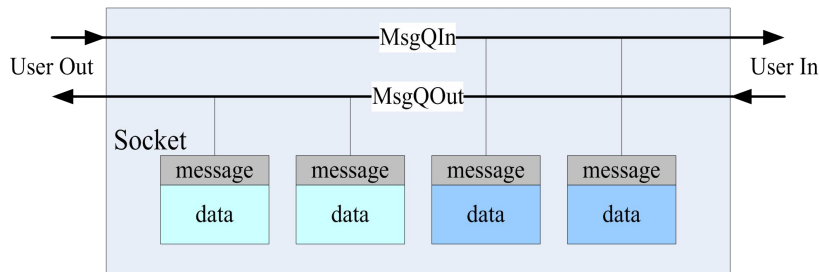 MsgQIn
User Out
User In
MsgQOut
Socket
message message message message
data data data data